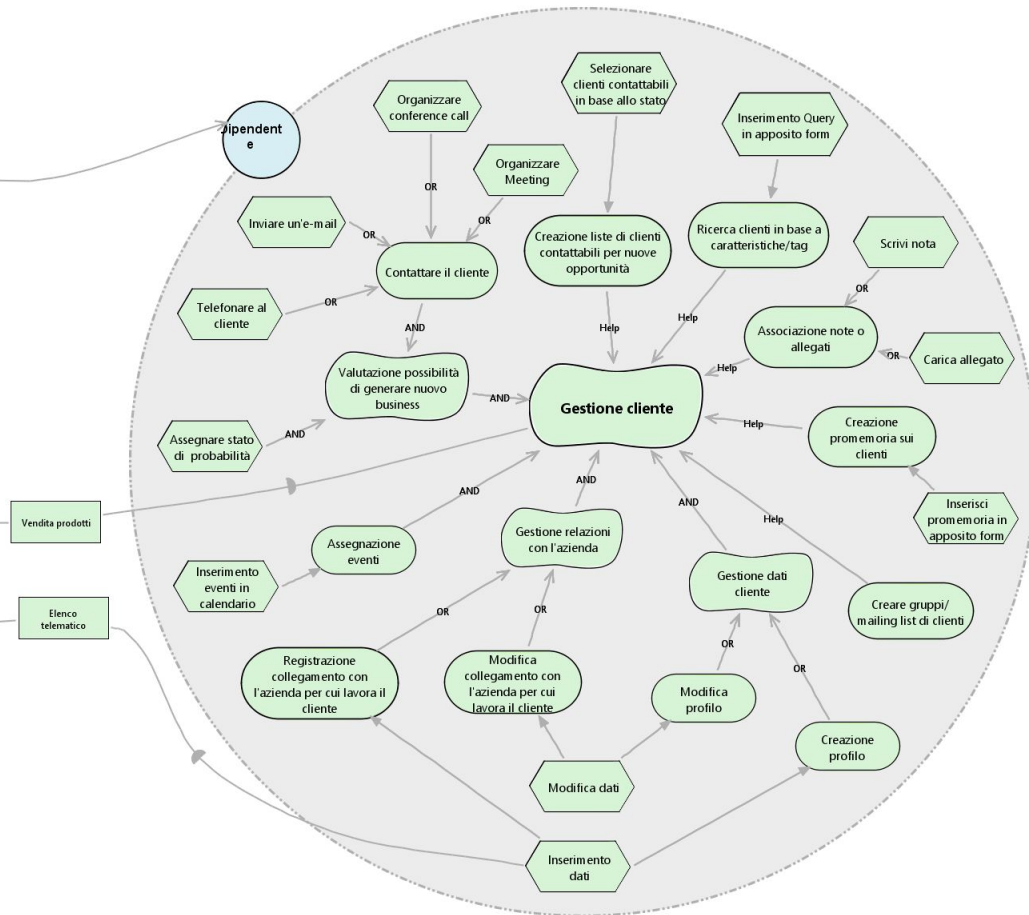 Selezionare
clienti contattabili
in base allo stato
Organizzare
conference call
Inserimento Query
in apposito form
Dipendent
e
Organizzare
Meeting
OR
Inviare un'e-mail
OR
OR
Creazione liste di clienti
contattabili per nuove
opportunità
Ricerca clienti in base a
caratteristiche/tag
Scrivi nota
Contattare il cliente
Telefonare al
cliente
OR
OR
AND
Help
Help
Associazione note o
allegati
OR
Carica allegato
Valutazione possibilità
di generare nuovo
business
Help
AND
Gestione cliente
Assegnare stato
di probabilità
AND
Help
Creazione
promemoria sui
clienti
AND
AND
AND
Help
Inserisci
promemoria in
apposito form
Vendita prodotti
Assegnazione
eventi
Gestione relazioni
con l'azienda
Inserimento
eventi in
calendario
Gestione dati
cliente
Elenco
telematico
OR
OR
Creare gruppi/
mailing list di clienti
OR
OR
Registrazione
collegamento con
l'azienda per cui lavora il
cliente
Modifica
collegamento con
l'azienda per cui
lavora il cliente
Modifica
profilo
Creazione
profilo
Modifica dati
Inserimento
dati